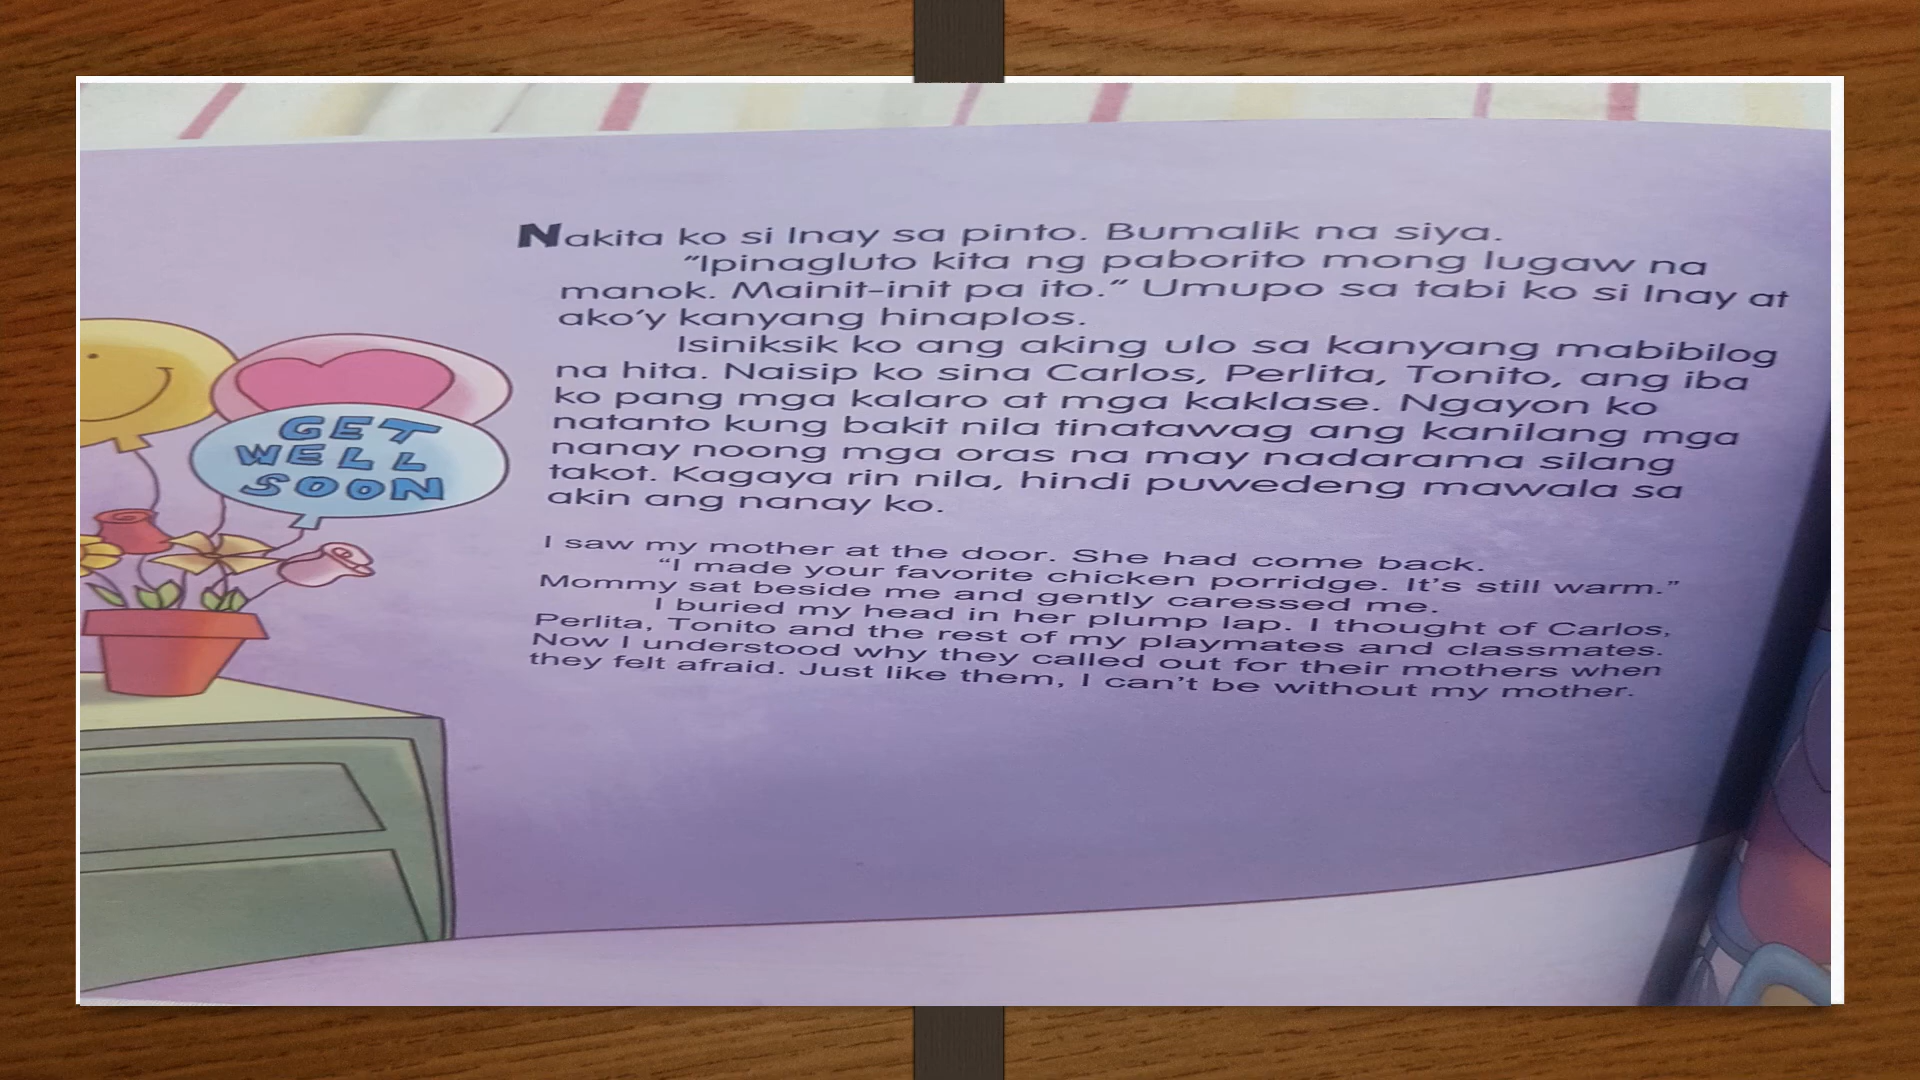 GET
WELL
SOON
Nakita ko si Inay sa pinto. Bumalik na siya.
"Ipinagluto kita ng paborito mong lugaw na
manok. Mainit-init pa ito." Umupo sa tabi ko si Inay at
ako'y kanyang hinaplos.
Isiniksik ko ang aking ulo sa kanyang mabibilog
na hita. Naisip ko sina Carlos, Perlita, Tonito, ang iba
ko pang mga kalaro at mga kaklase. Ngayon ko
natanto kung bakit nila tinatawag ang kanilang mga
nanay noong mga oras na may nadarama silang
takot. Kagaya rin nila, hindi puwedeng mawala sa
akin ang nanay ko.
I saw my mother at the door. She had come back.
"I made your favorite chicken porridge. It's still warm."
Mommy sat beside me and gently caressed me.
I buried my head in her plump lap. I thought of Carlos,
Perlita, Tonito and the rest of my playmates and classmates.
Now I understood why they called out for their mothers when
they felt afraid. Just like them, I can't be without my mother.